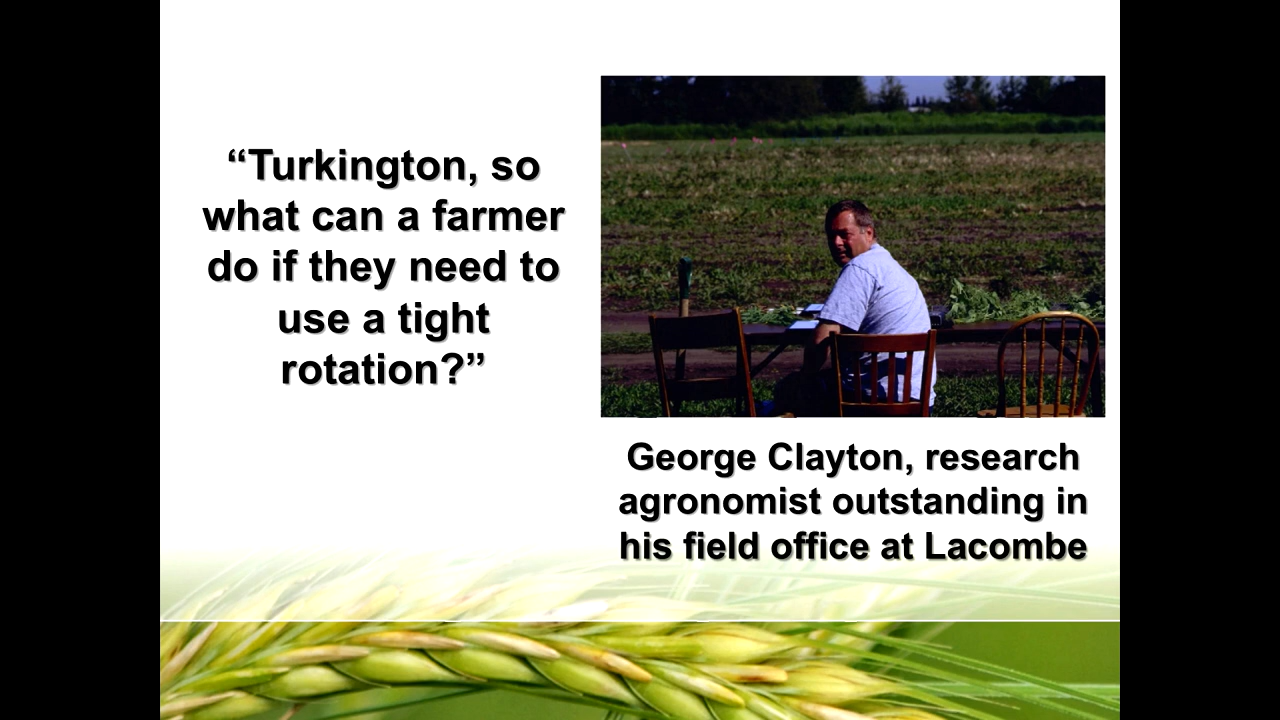 “Turkington, so
what can a farmer
do if they need to
use a tight
rotation?”
George Clayton, research
agronomist outstanding in
his field office at Lacombe